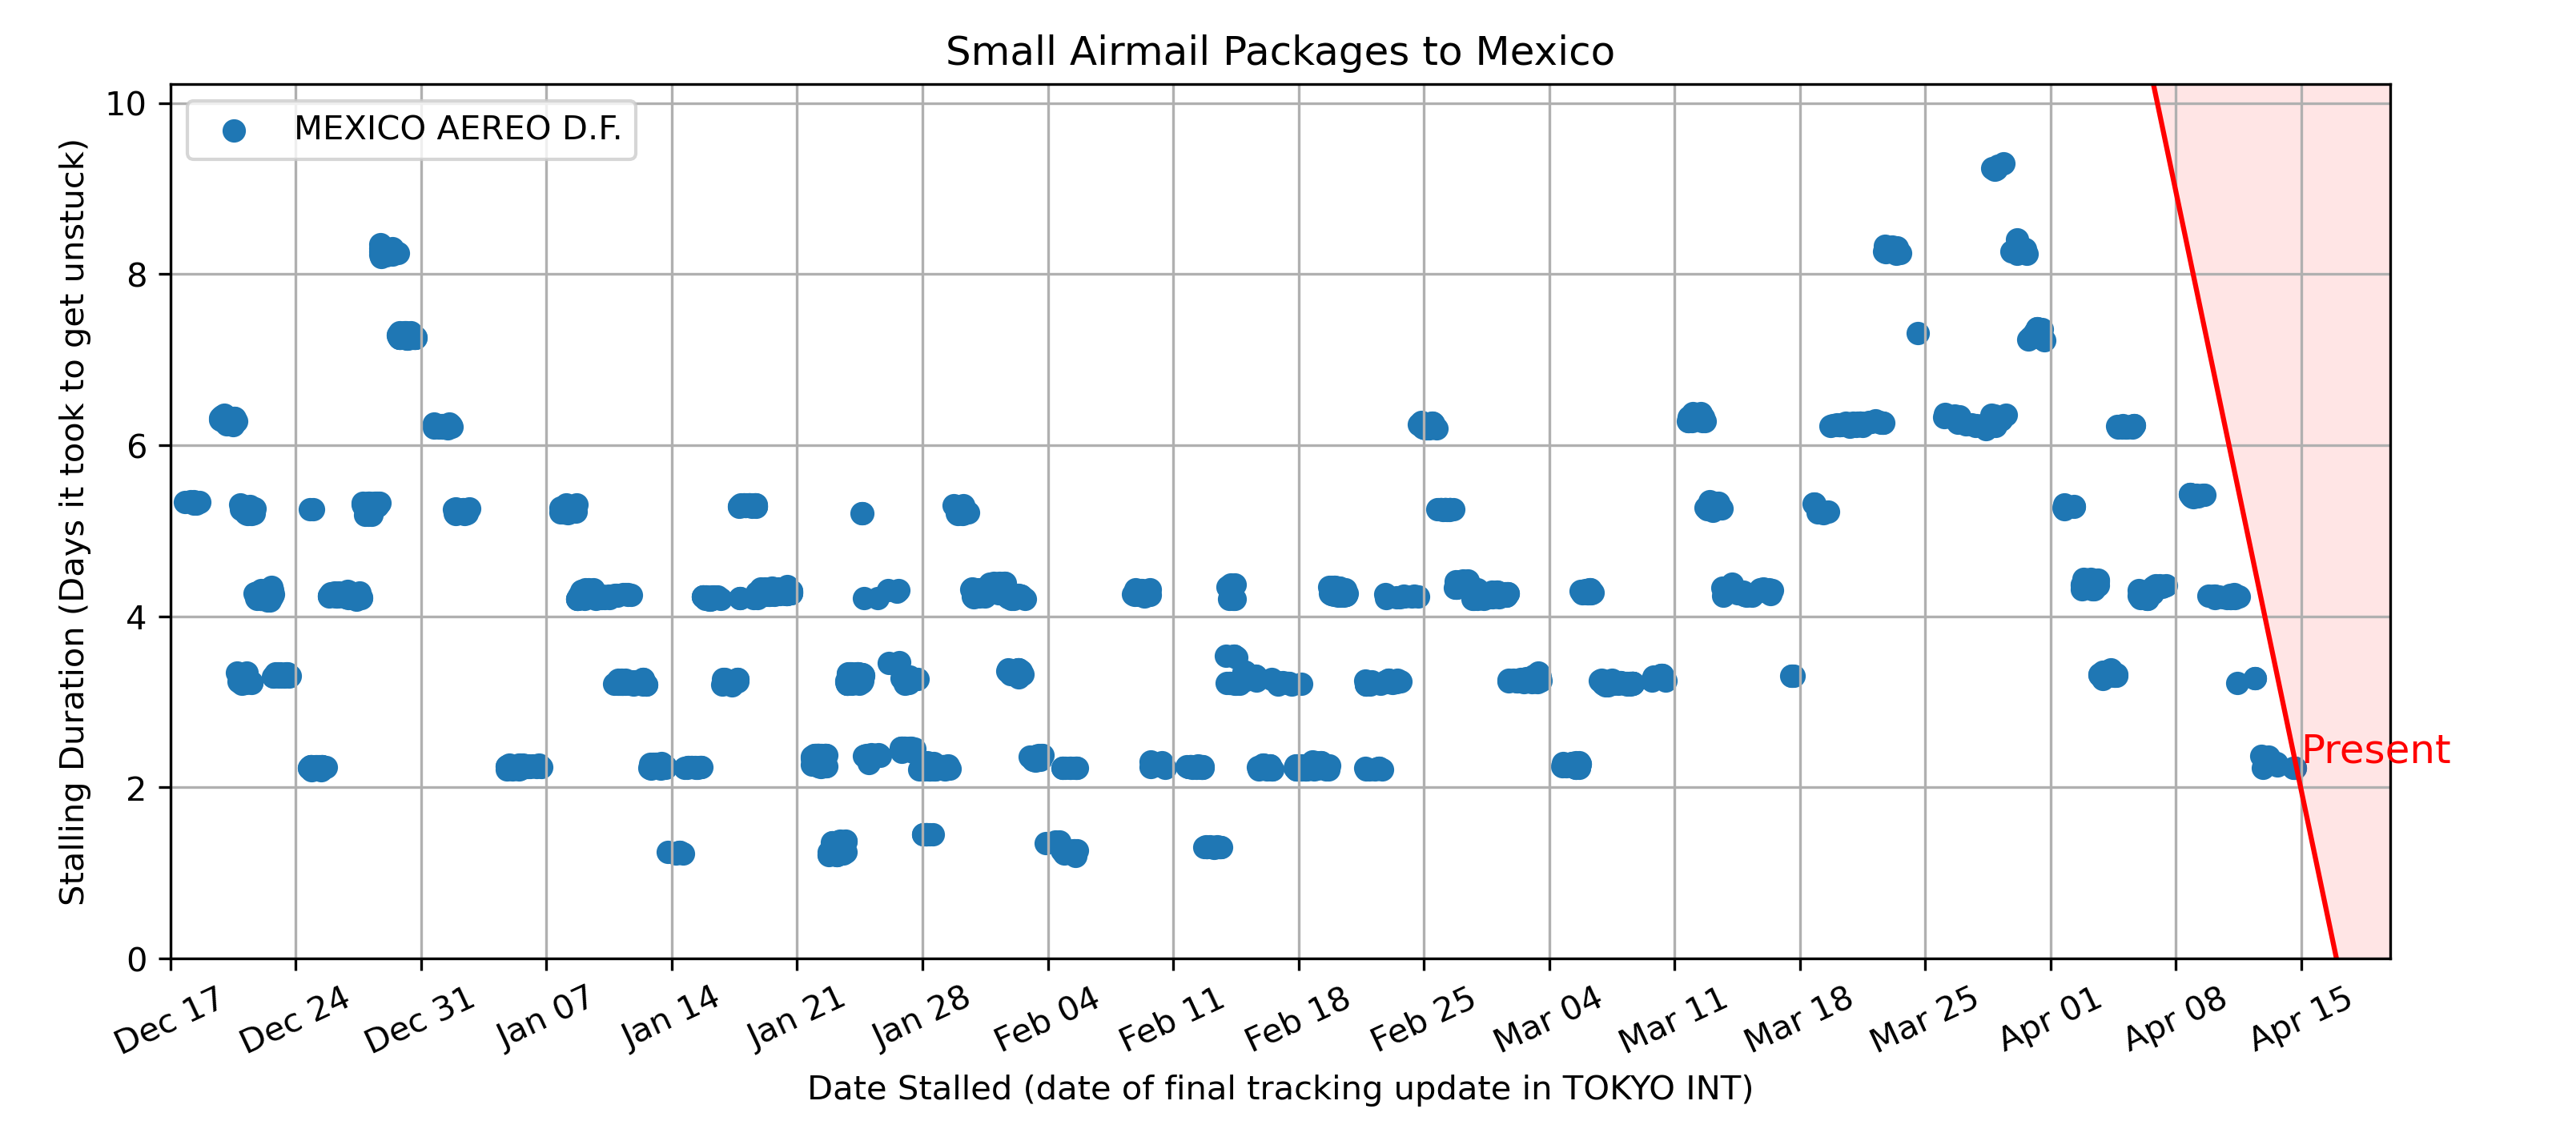 Small Airmail Packages to Mexico
MEXICO AEREO D.F.
Stalling Duration (Days it took to get unstuck)
10
8
6
4
2
0
Present
Dec 17
Dec 24
Dec 31
Jan 07
Jan 14
Jan 21
Jan 28
Feb 04
Feb 11
Feb 18
Feb 25
Mar 04
Mar 11
Mar 18
Mar 25
Apr 01
Apr 08
Apr 15
Date Stalled (date of final tracking update in TOKYO INT)